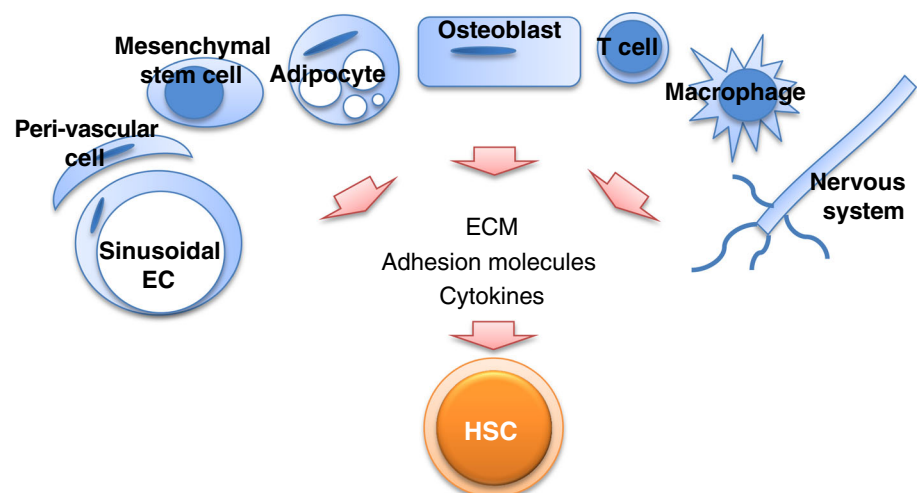 Mesenchymal
stem cell
Adipocyte
Osteoblast
T cell
Macrophage
Peri-vascular
cell
Nervous
system
Sinusoidal
EC
ECM
Adhesion molecules
Cytokines
HSC